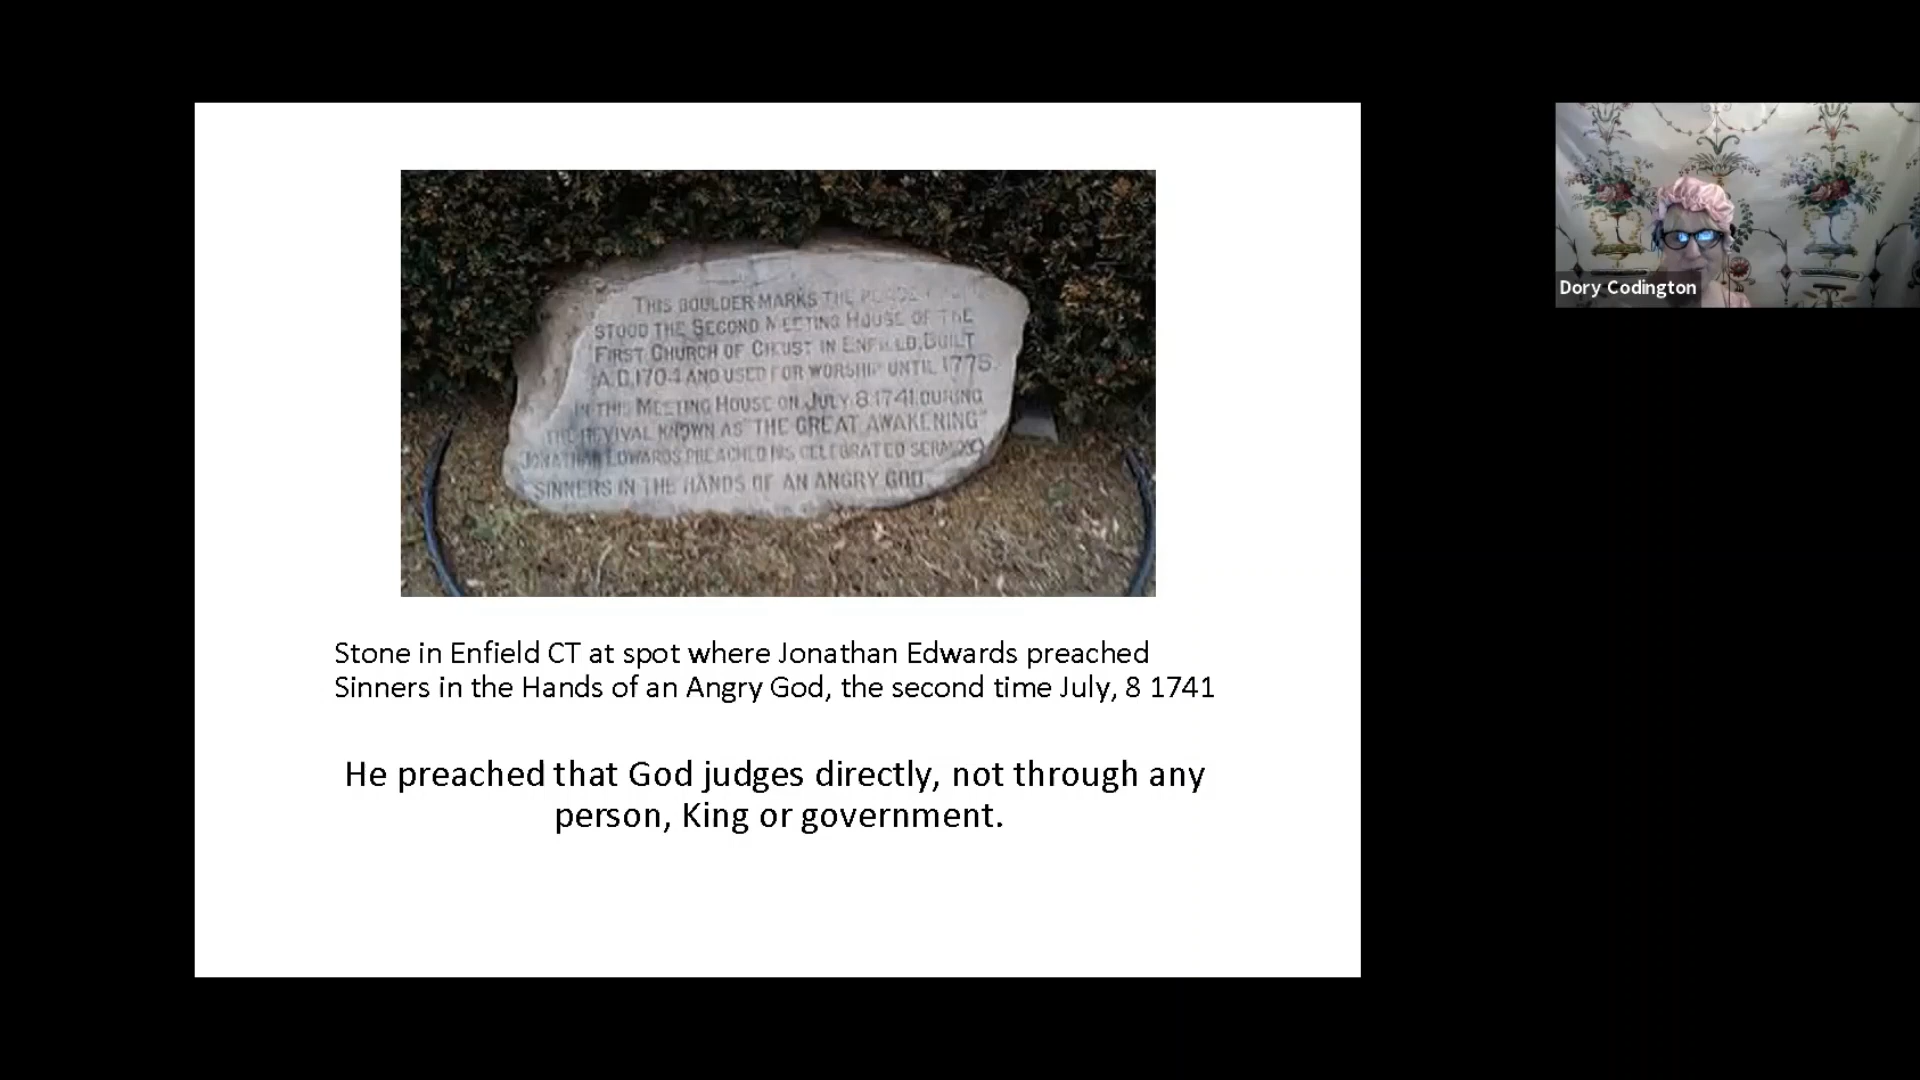 THIS BOULDER MARKS THE PLACE
STOOD THE SECOND MEETING HOUSE OF THE
FIRST CHURCH OF CHRIST IN ENFIELD, BUILT
A.D. 1704 AND USED FOR WORSHIP UNTIL 1775.
IN THIS MEETING HOUSE ON JULY 8 1741 DURING
THE REVIVAL KNOWN AS "THE GREAT AWAKENING"
JONATHAN EDWARDS PREACHED HIS CELEBRATED SERMON
"SINNERS IN THE HANDS OF AN ANGRY GOD"
Stone in Enfield CT at spot where Jonathan Edwards preached
Sinners in the Hands of an Angry God, the second time July, 8 1741
He preached that God judges directly, not through any
person, King or government.
Dory Codington